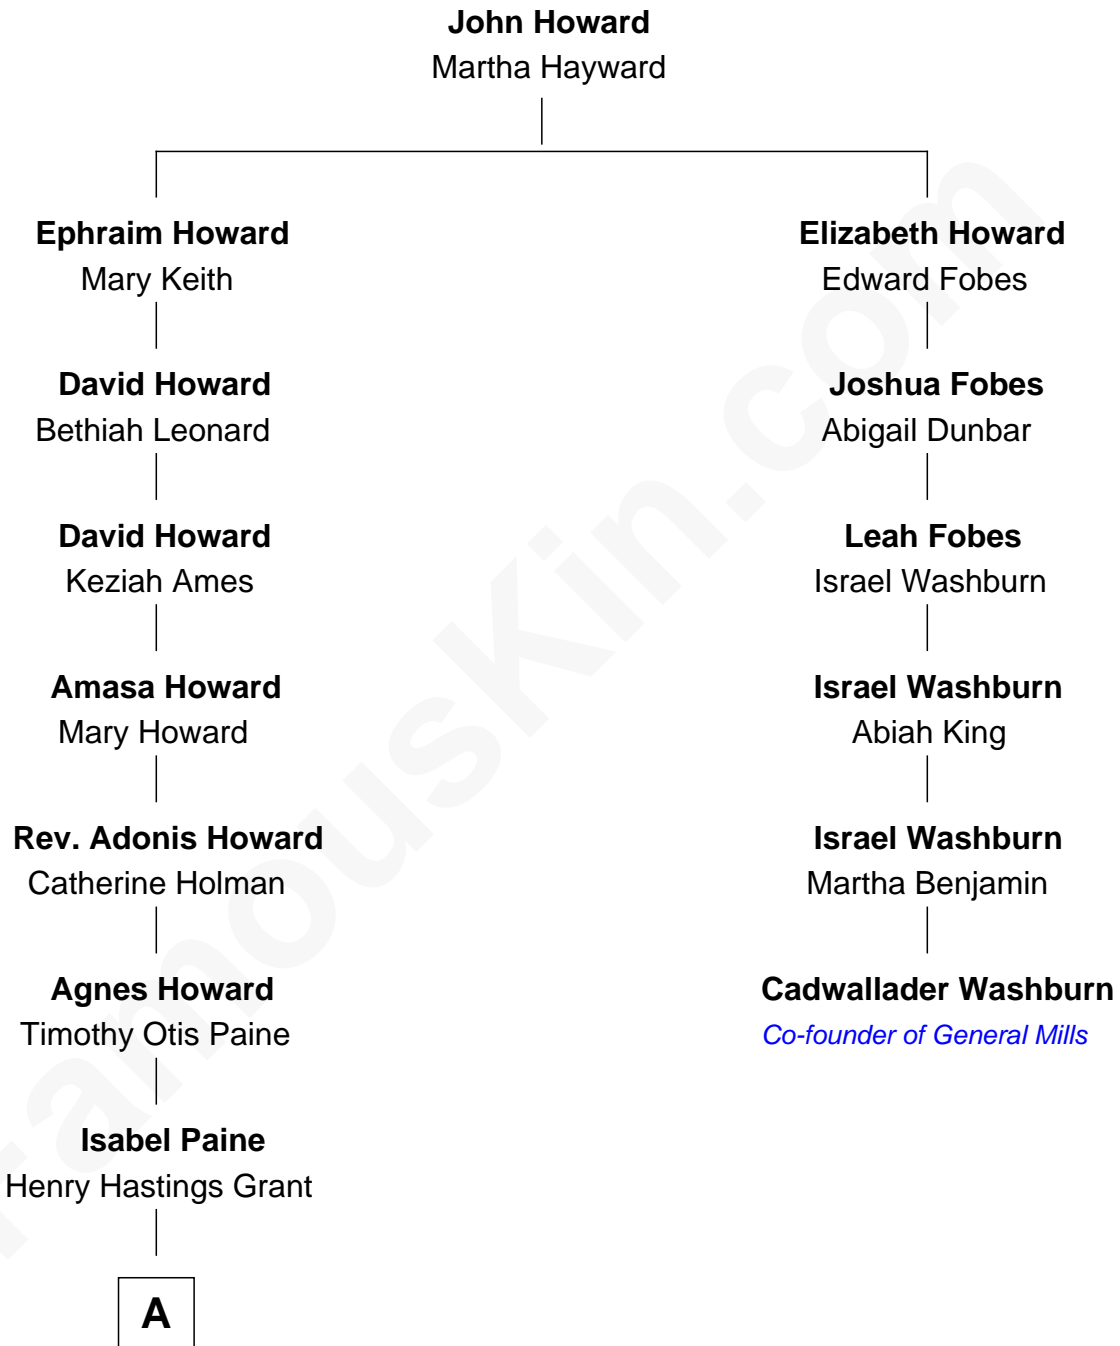 John Howard
Martha Hayward
Ephraim Howard
Mary Keith
David Howard
Bethiah Leonard
David Howard
Keziah Ames
Amasa Howard
Mary Howard
Rev. Adonis Howard
Catherine Holman
Agnes Howard
Timothy Otis Paine
Isabel Paine
Henry Hastings Grant
A
Elizabeth Howard
Edward Fobes
Joshua Fobes
Abigail Dunbar
Leah Fobes
Israel Washburn
Israel Washburn
Abiah King
Israel Washburn
Martha Benjamin
Cadwallader Washburn
Co-founder of General Mills
famouskin.com